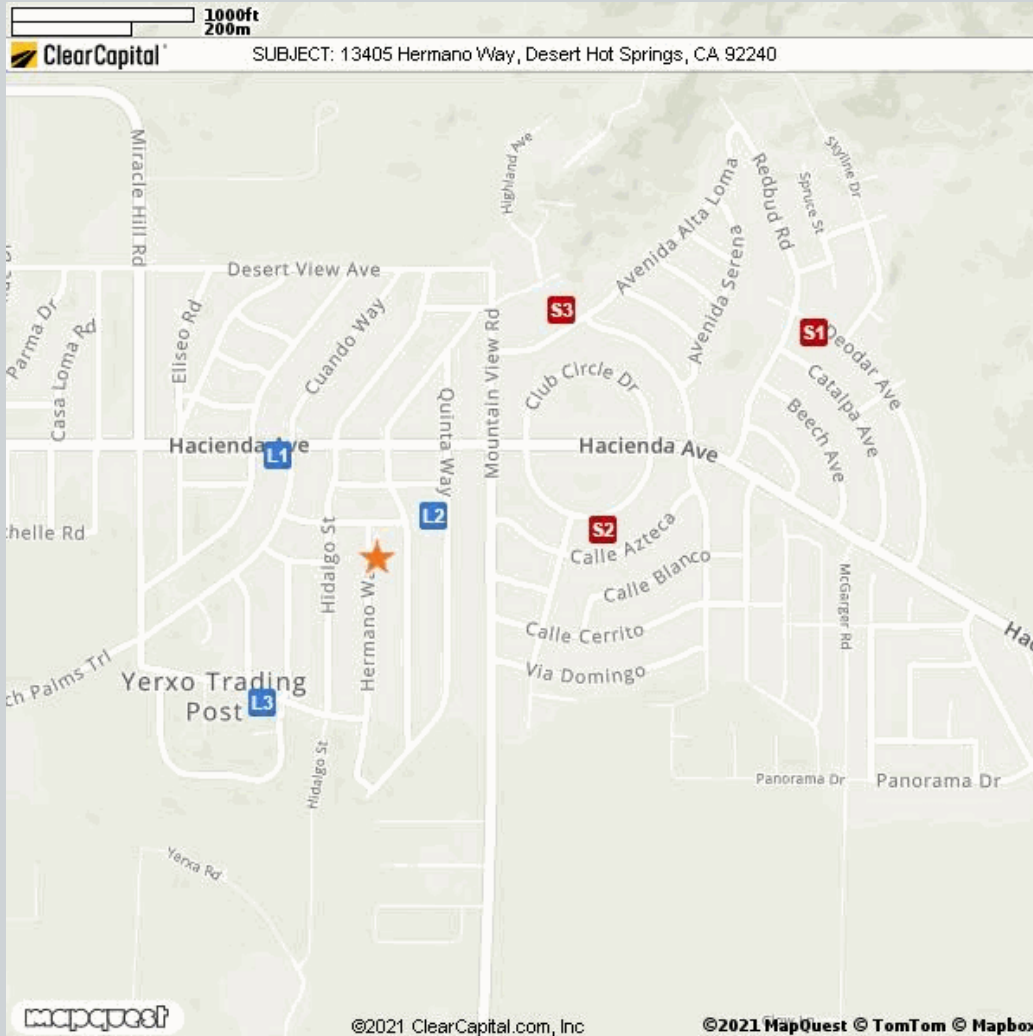 1000ft
200m
ClearCapital
SUBJECT: 13405 Hermano Way, Desert Hot Springs, CA 92240
Miracle Hill Rd
Highland Ave
Avenida Alta Loma
Redbud Rd
Spruce St
Skyline Dr
Desert View Ave
Parma Dr
Casa Loma Rd
Eliseo Rd
Cuando Way
Mountain View Rd
S3
Avenida Serena
S1
Deodar Ave
Club Circle Dr
Catalpa Ave
Beech Ave
Quinta Way
Hacienda Ave
L1
Hacienda Ave
L2
S2
helle Rd
Hidalgo St
Hermano Wa
Calle Azteca
Calle Blanco
McGarger Rd
Calle Cerrito
Via Domingo
ch Palms Trl
Yerxo Trading
Post
L3
Hidalgo St
Panorama Dr
Panorama Dr
Yerxa Rd
mapquest
©2021 ClearCapital.com, Inc
©2021 MapQuest © TomTom © Mapbox